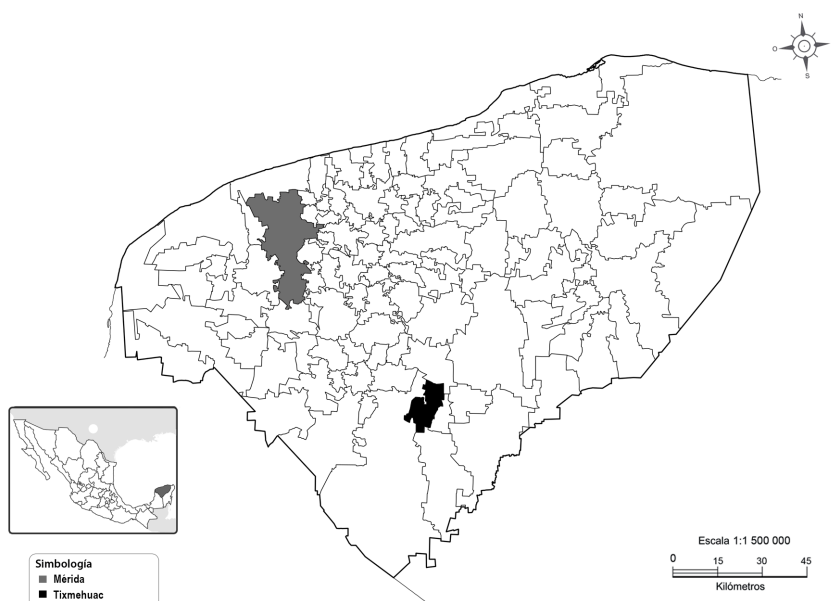 N
O
S
Escala 1:1 500 000
0 15 30 45
Kilómetros
Simbología
Mérida
Tixmehuac